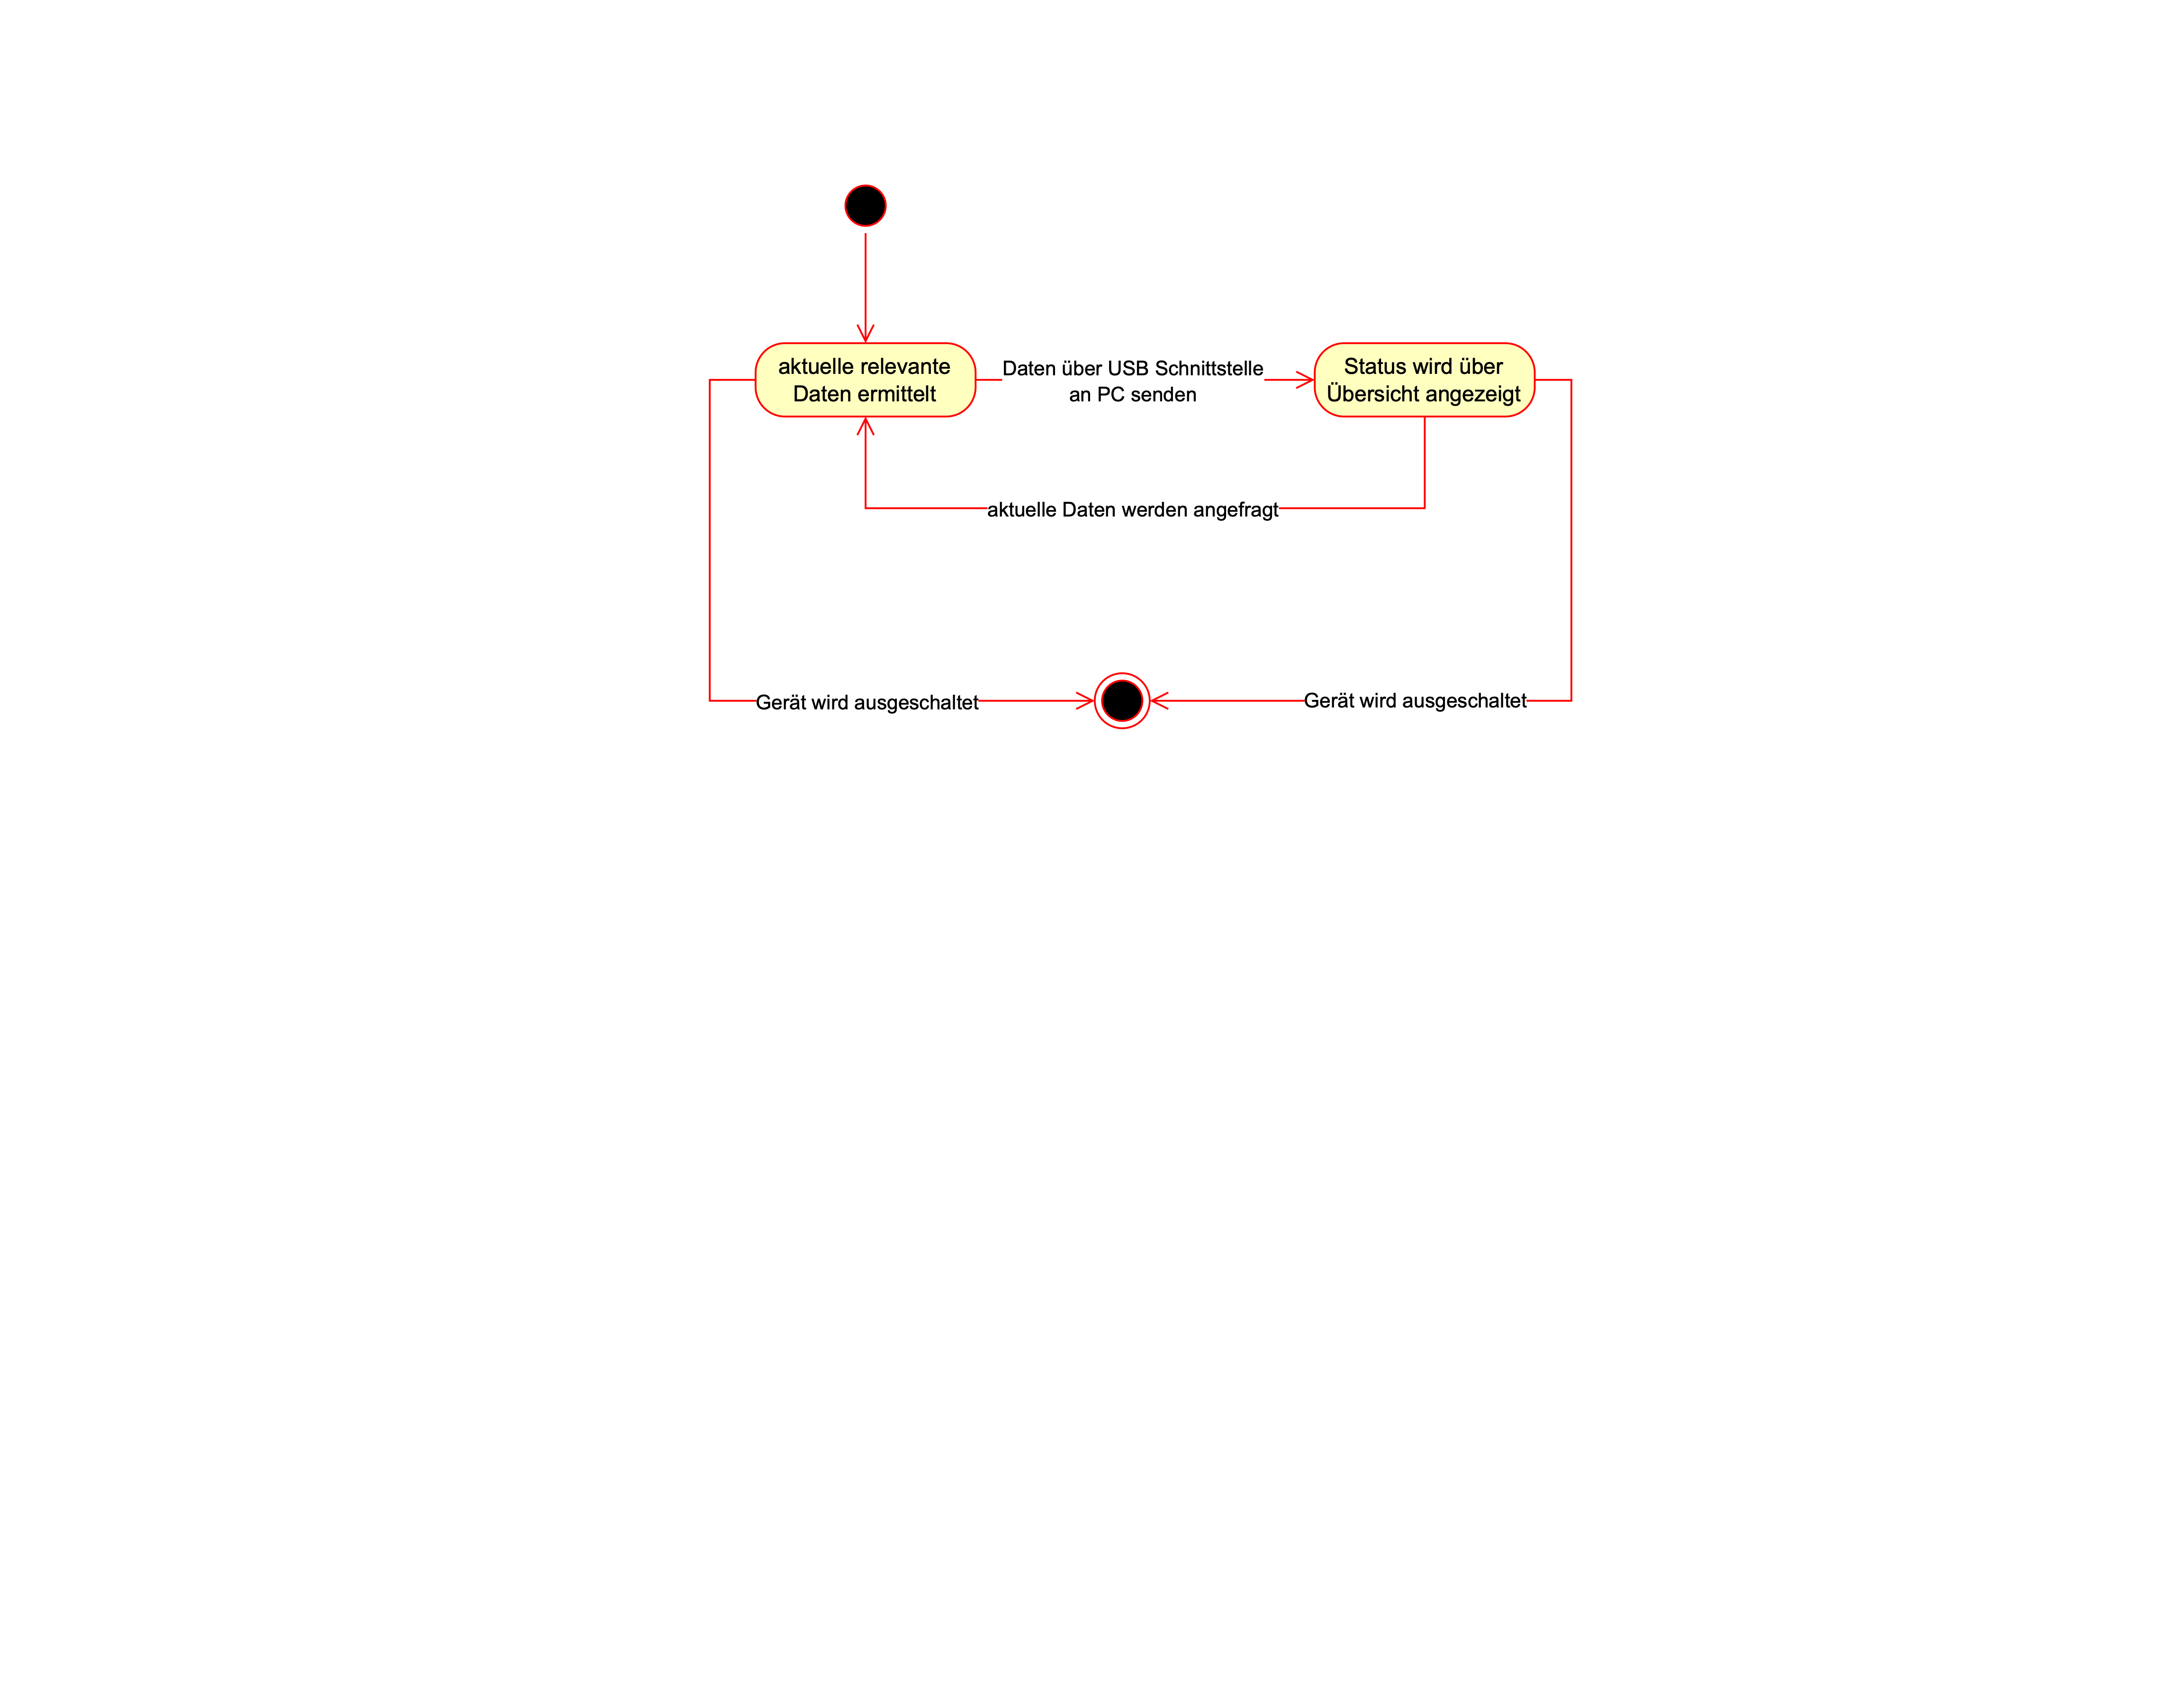 aktuelle relevante
Daten ermittelt
Daten über USB Schnittstelle
an PC senden
Status wird über
Übersicht angezeigt
aktuelle Daten werden angefragt
Gerät wird ausgeschaltet
Gerät wird ausgeschaltet